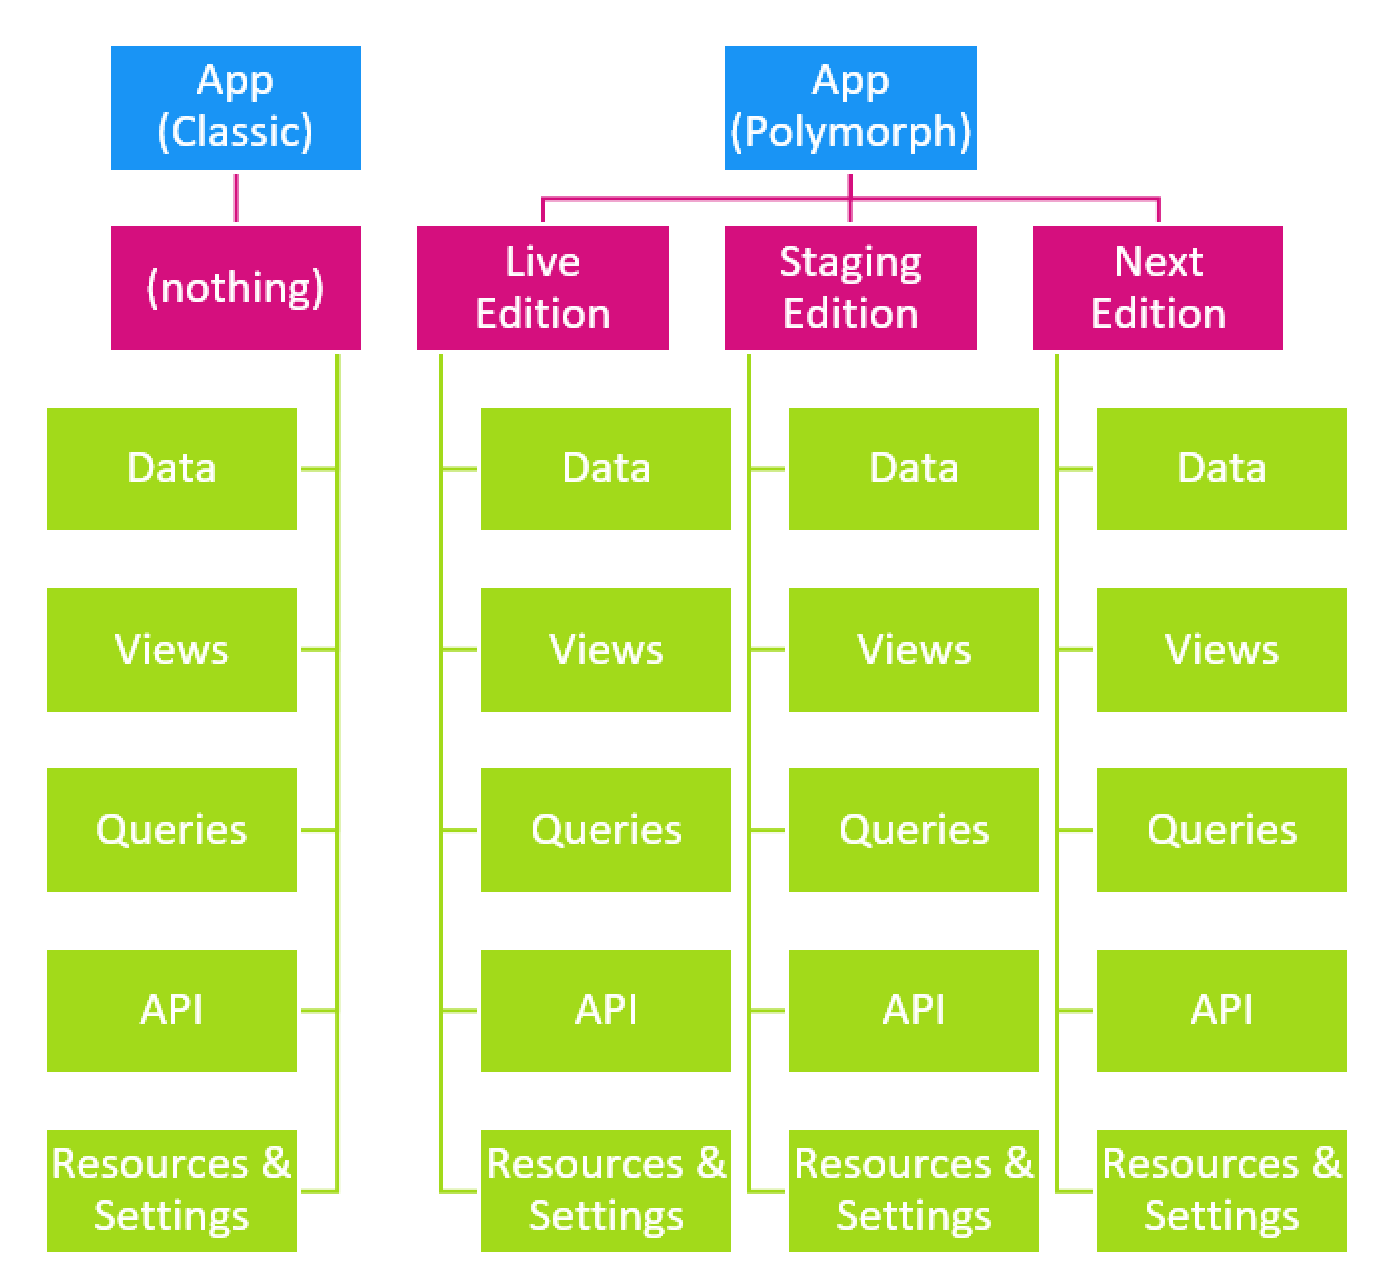 App
(Classic)
App
(Polymorph)
(nothing)
Live
Edition
Staging
Edition
Next
Edition
Data
Data
Data
Data
Views
Views
Views
Views
Queries
Queries
Queries
Queries
API
API
API
API
Resources &
Settings
Resources &
Settings
Resources &
Settings
Resources &
Settings